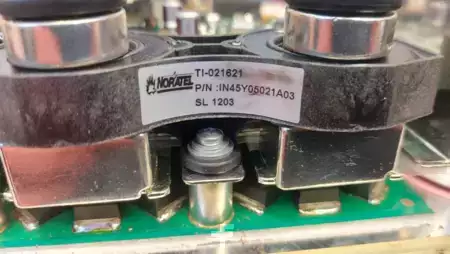 NORATEL
TI-021621
P/N :IN45Y05021A03
SL 1203